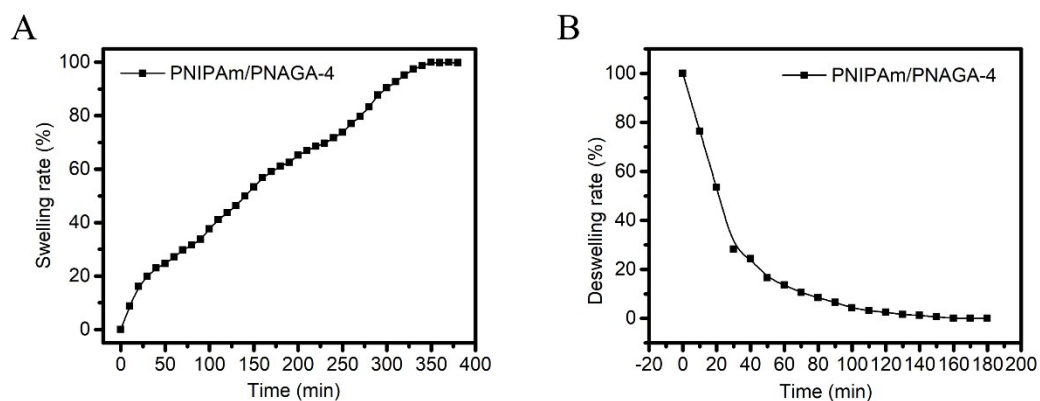 A
PNIPAm/PNAGA-4
100
80
60
40
20
0
Swelling rate (%)
0 50 100 150 200 250 300 350 400
Time (min)
B
PNIPAm/PNAGA-4
100
80
60
40
20
0
Deswelling rate (%)
-20 0 20 40 60 80 100 120 140 160 180 200
Time (min)